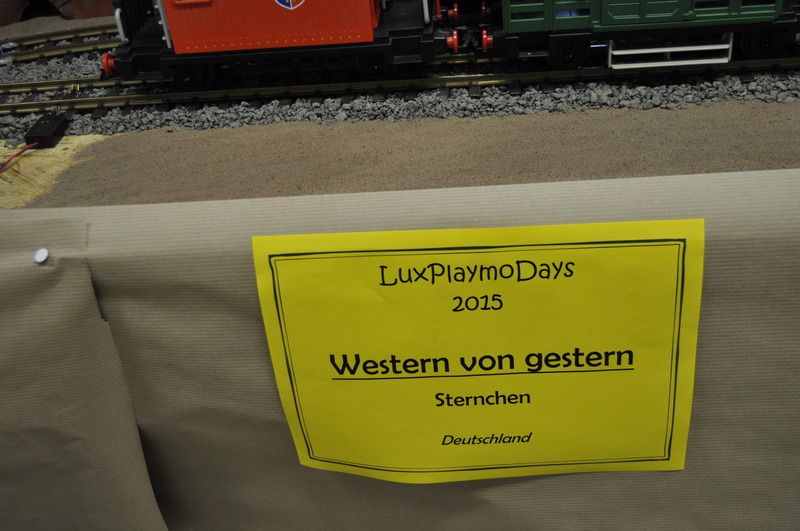 LuxPlaymoDays
2015
Western von gestern
Sternchen
Deutschland